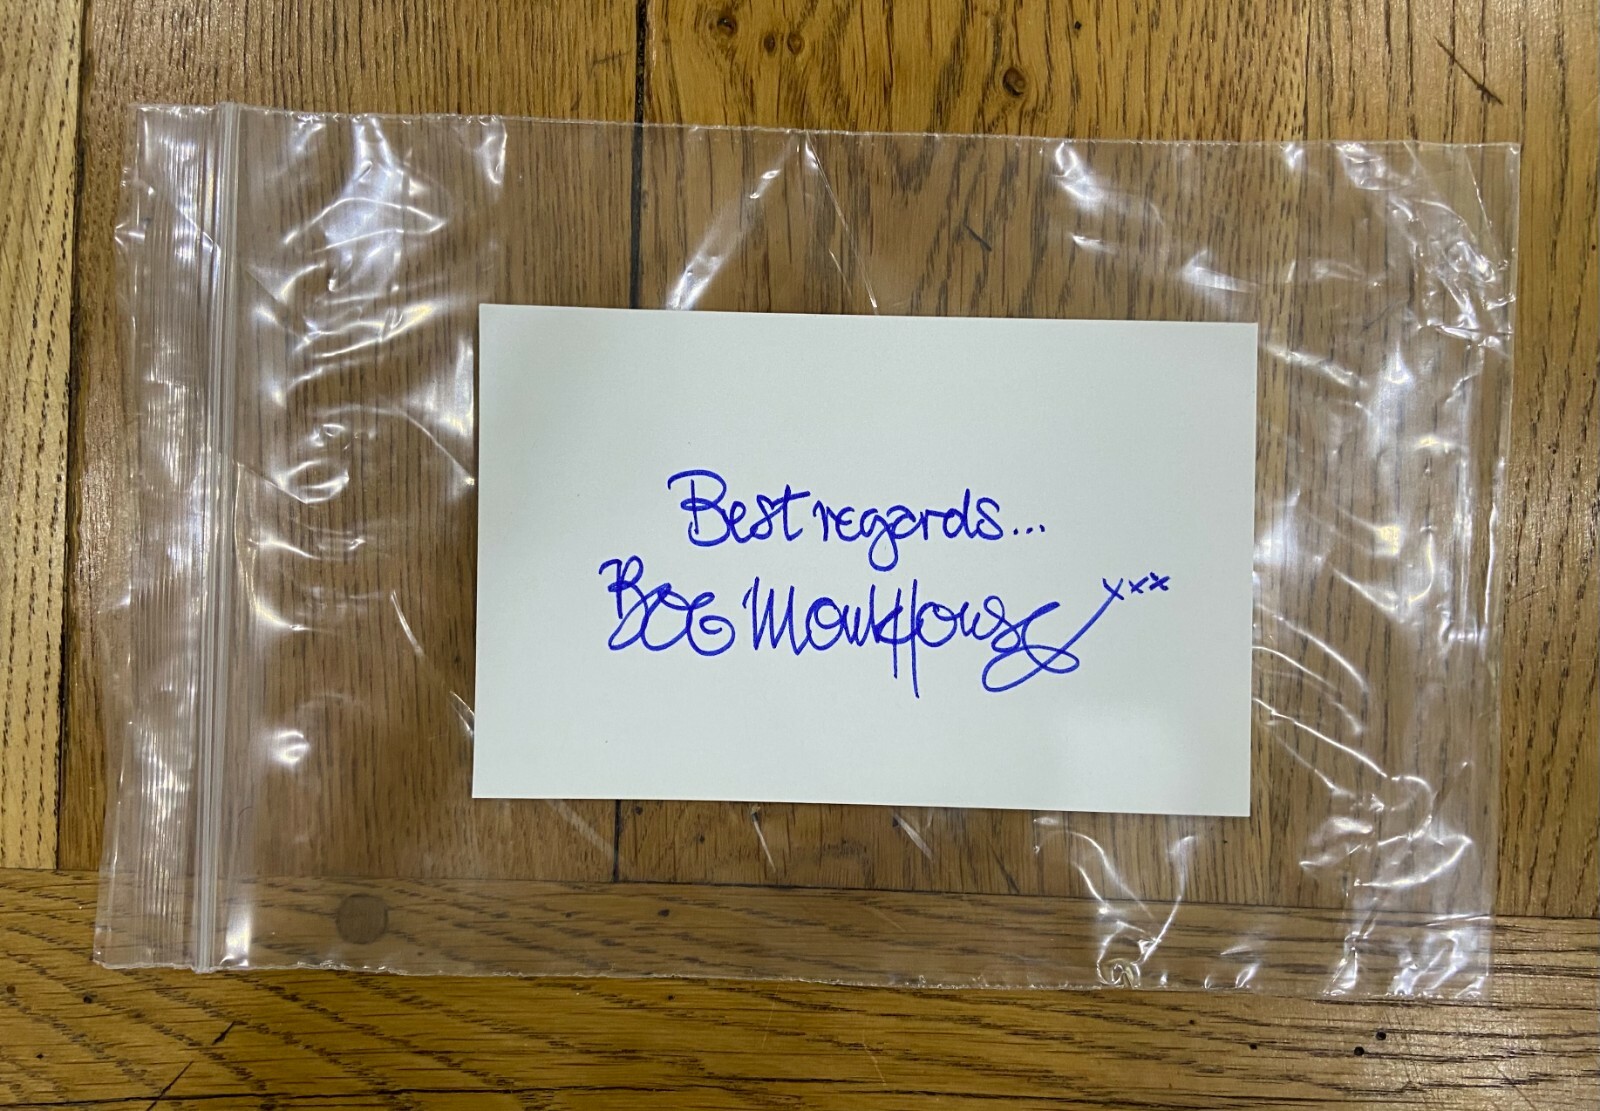 Best regards...
Bob Monkhouse xxx